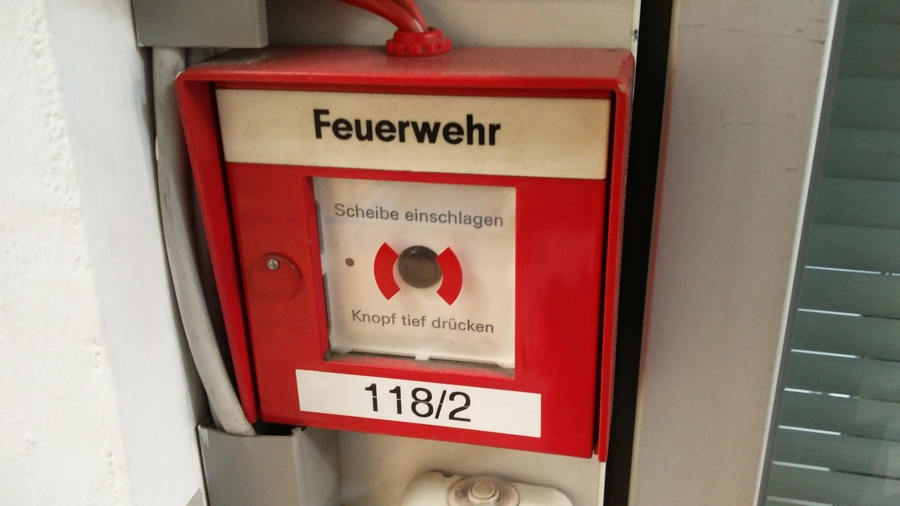 Feuerwehr
Scheibe einschlagen
Knopf tief drücken
118/2